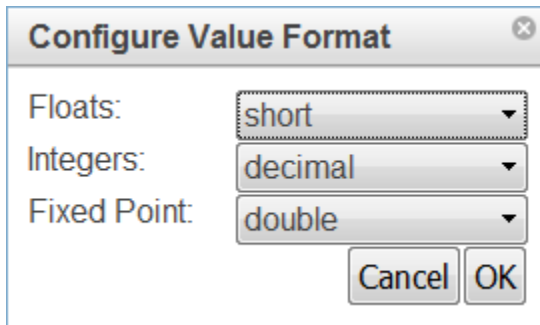 Configure Value Format
Floats: short
Integers: decimal
Fixed Point: double
Cancel OK